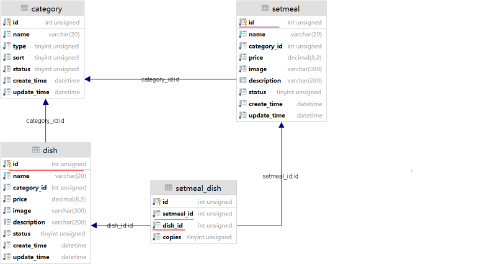 category
id int unsigned
name varchar(20)
type tinyint unsigned
sort tinyint unsigned
status tinyint unsigned
create_time datetime
update_time datetime
setmeal
id int unsigned
name varchar(20)
category_id int unsigned
price decimal(8,2)
image varchar(300)
description varchar(200)
status tinyint unsigned
create_time datetime
update_time datetime
category_id:id
category_id:id
dish
id int unsigned
name varchar(20)
category_id int unsigned
price decimal(8,2)
image varchar(300)
description varchar(200)
status tinyint unsigned
create_time datetime
update_time datetime
setmeal_id:id
setmeal_dish
id int unsigned
setmeal_id int unsigned
dish_id int unsigned
copies tinyint unsigned
dish_id:id